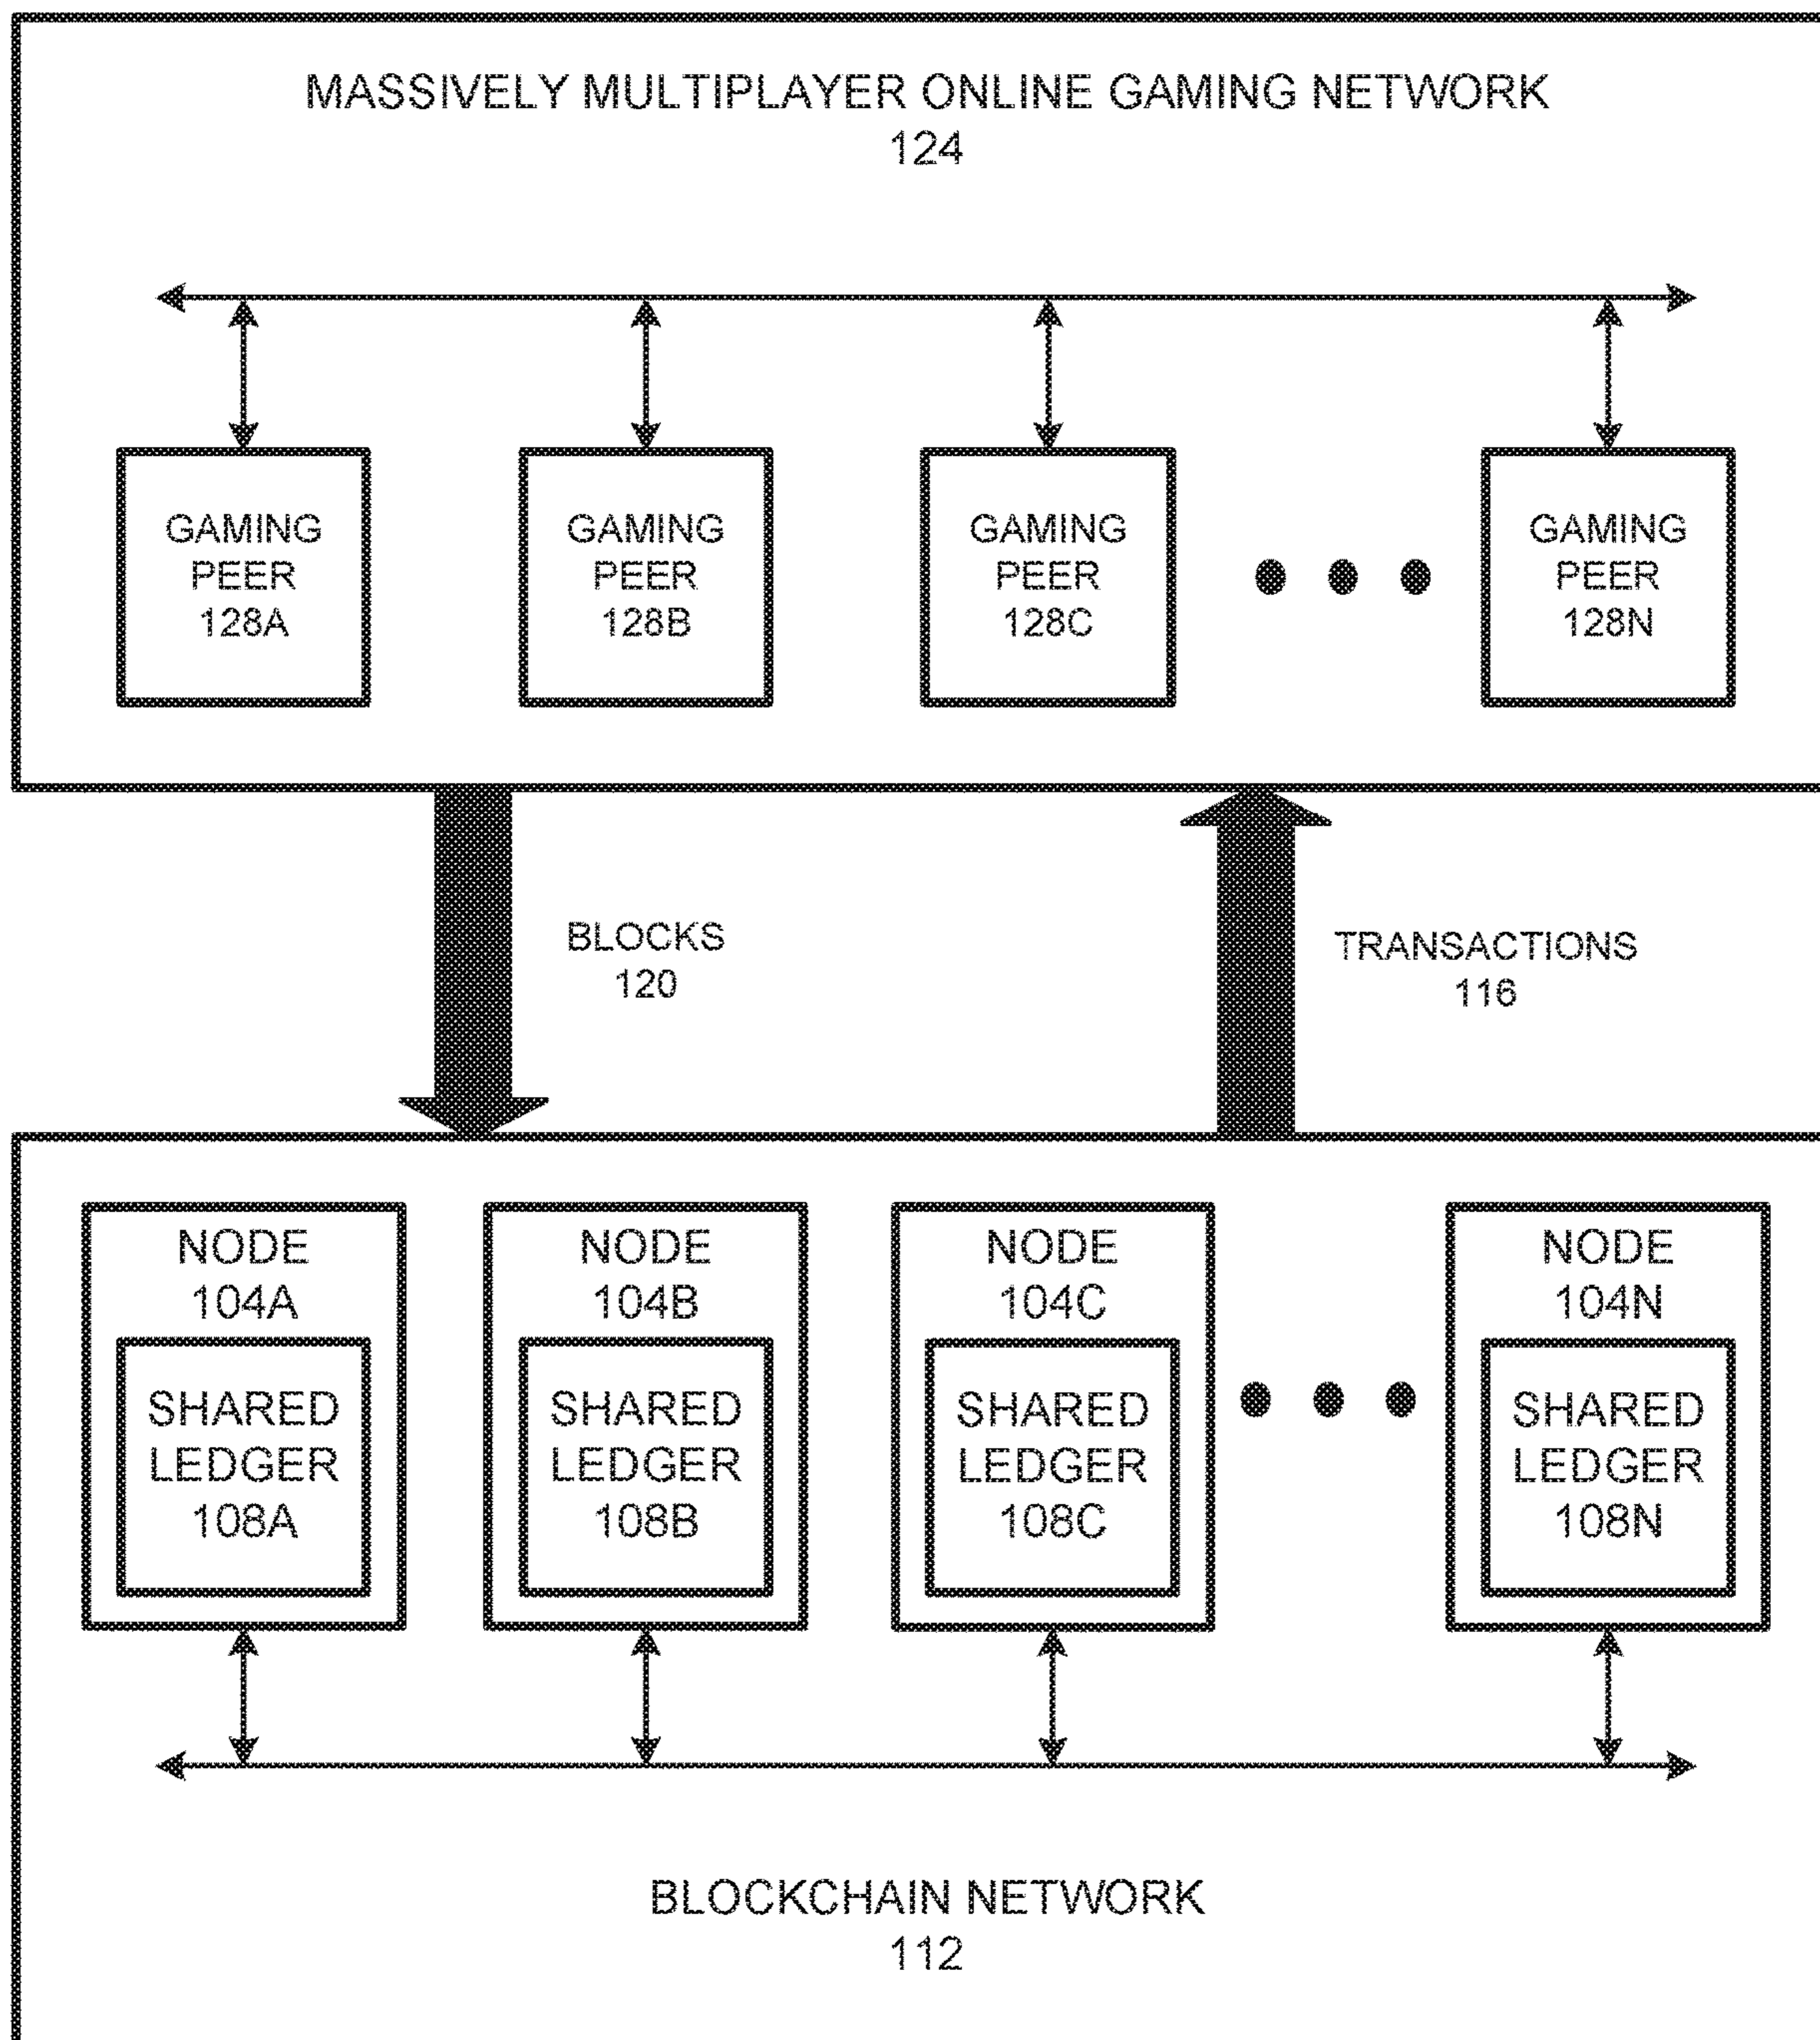 MASSIVELY MULTIPLAYER ONLINE GAMING NETWORK
124
GAMING
PEER
128A
GAMING
PEER
128B
GAMING
PEER
128C
GAMING
PEER
128N
BLOCKS
120
TRANSACTIONS
116
NODE
104A
SHARED
LEDGER
108A
NODE
104B
SHARED
LEDGER
108B
NODE
104C
SHARED
LEDGER
108C
NODE
104N
SHARED
LEDGER
108N
BLOCKCHAIN NETWORK
112